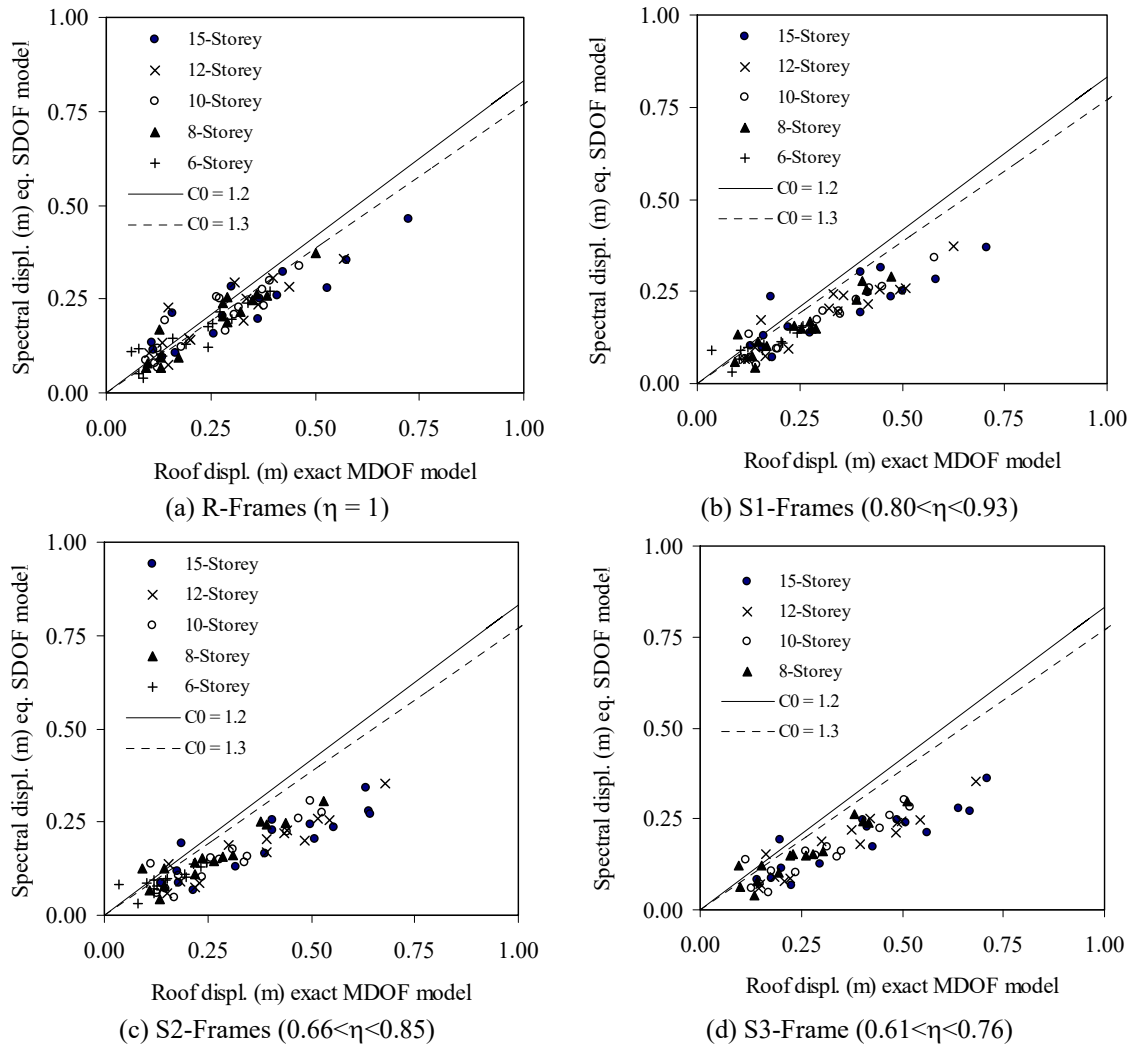 Spectral displ. (m) eq. SDOF model
1.00
0.75
0.50
0.25
0.00
15-Storey
12-Storey
10-Storey
8-Storey
6-Storey
C0 = 1.2
C0 = 1.3
0.00 0.25 0.50 0.75 1.00
Roof displ. (m) exact MDOF model
(a) R-Frames (η = 1)
Spectral displ. (m) eq. SDOF model
1.00
0.75
0.50
0.25
0.00
15-Storey
12-Storey
10-Storey
8-Storey
6-Storey
C0 = 1.2
C0 = 1.3
0.00 0.25 0.50 0.75 1.00
Roof displ. (m) exact MDOF model
(b) S1-Frames (0.80<η<0.93)
Spectral displ. (m) eq. SDOF model
1.00
0.75
0.50
0.25
0.00
15-Storey
12-Storey
10-Storey
8-Storey
6-Storey
C0 = 1.2
C0 = 1.3
0.00 0.25 0.50 0.75 1.00
Roof displ. (m) exact MDOF model
(c) S2-Frames (0.66<η<0.85)
Spectral displ. (m) eq. SDOF model
1.00
0.75
0.50
0.25
0.00
15-Storey
12-Storey
10-Storey
8-Storey
C0 = 1.2
C0 = 1.3
0.00 0.25 0.50 0.75 1.00
Roof displ. (m) exact MDOF model
(d) S3-Frame (0.61<η<0.76)